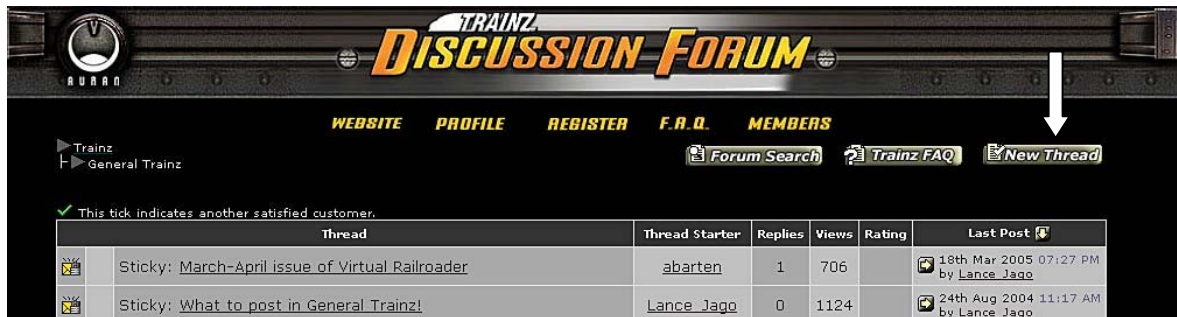 TRAINZ
DISCUSSION FORUM
AURAN
WEBSITE PROFILE REGISTER F.A.Q. MEMBERS
Trainz
General Trainz
Forum Search Trainz FAQ New Thread
This tick indicates another satisfied customer.
Thread Thread Starter Replies Views Rating Last Post
Sticky: March-April issue of Virtual Railroader abarten 1 706 18th Mar 2005 07:27 PM
by Lance Jago
Sticky: What to post in General Trainz! Lance Jago 0 1124 24th Aug 2004 11:17 AM
by Lance Jago